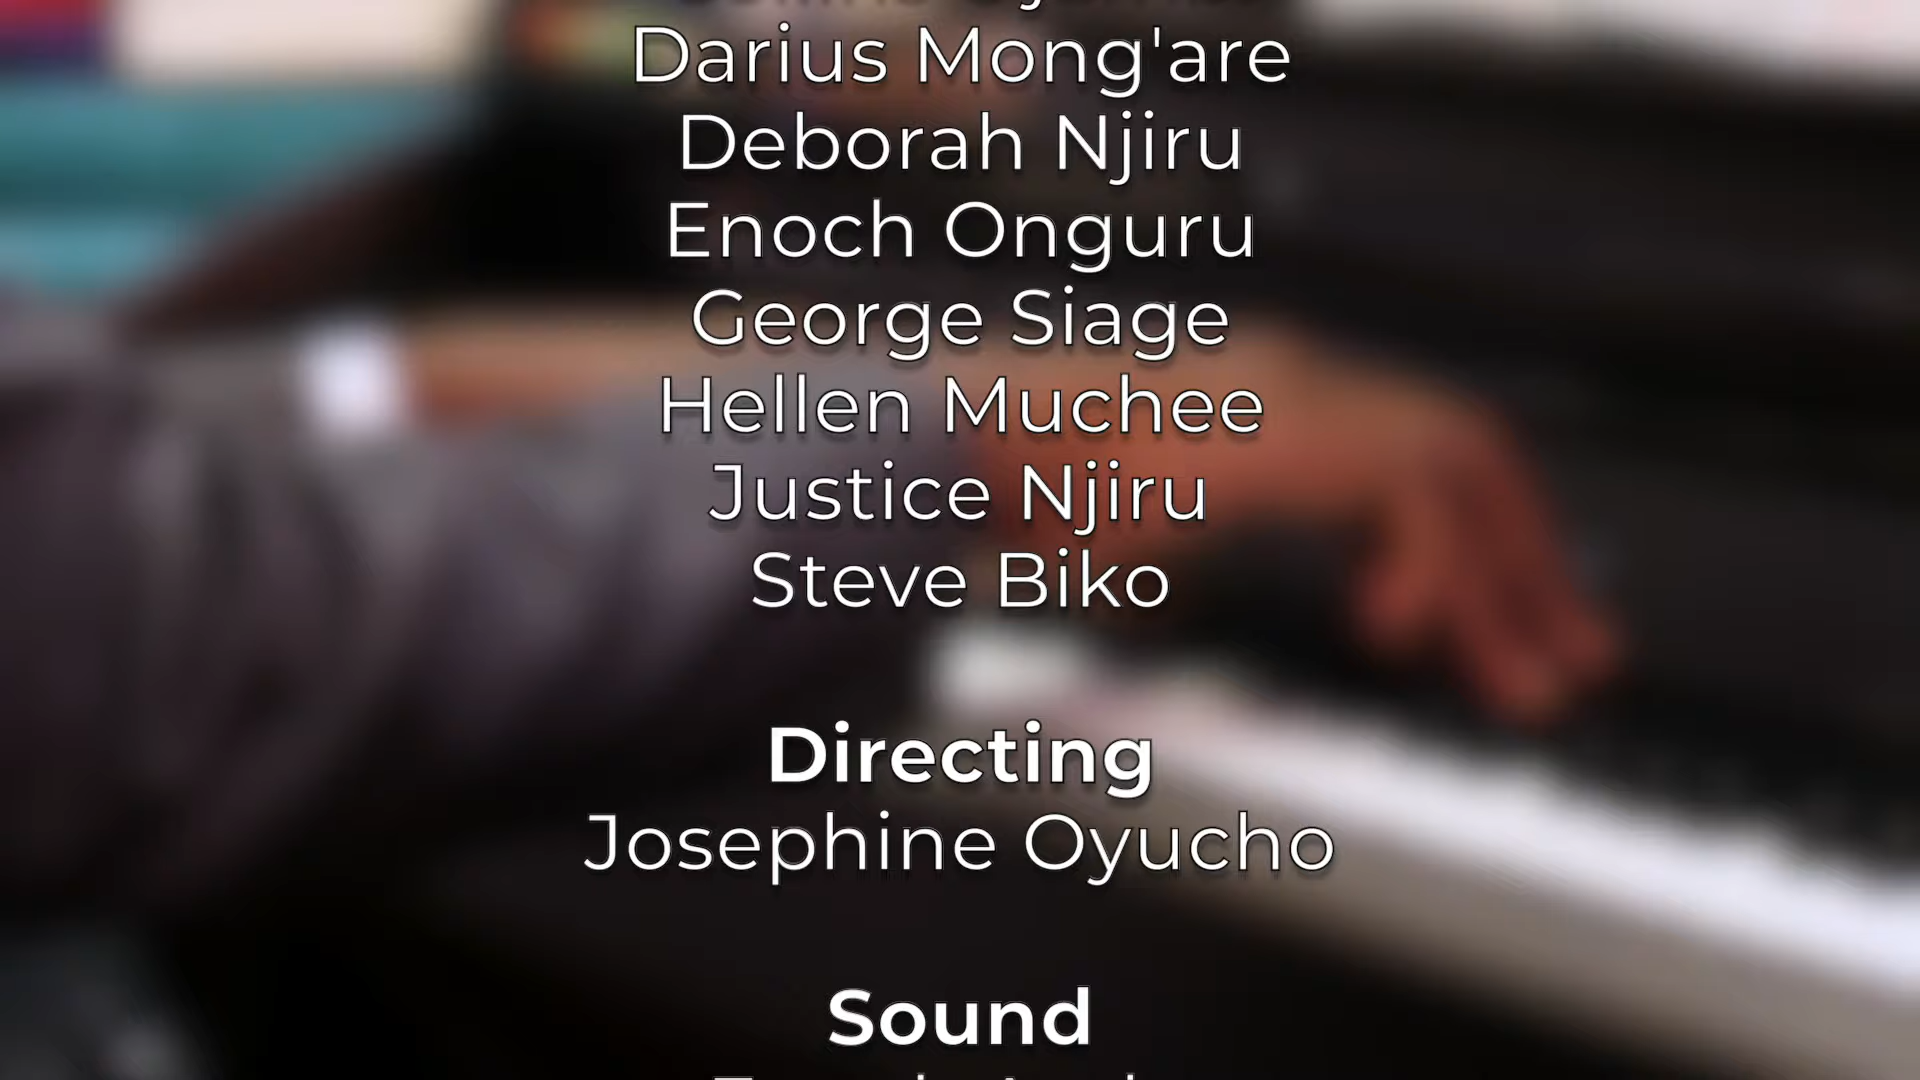 Darius Mong'are
Deborah Njiru
Enoch Onguru
George Siage
Hellen Muchee
Justice Njiru
Steve Biko
Directing
Josephine Oyucho
Sound